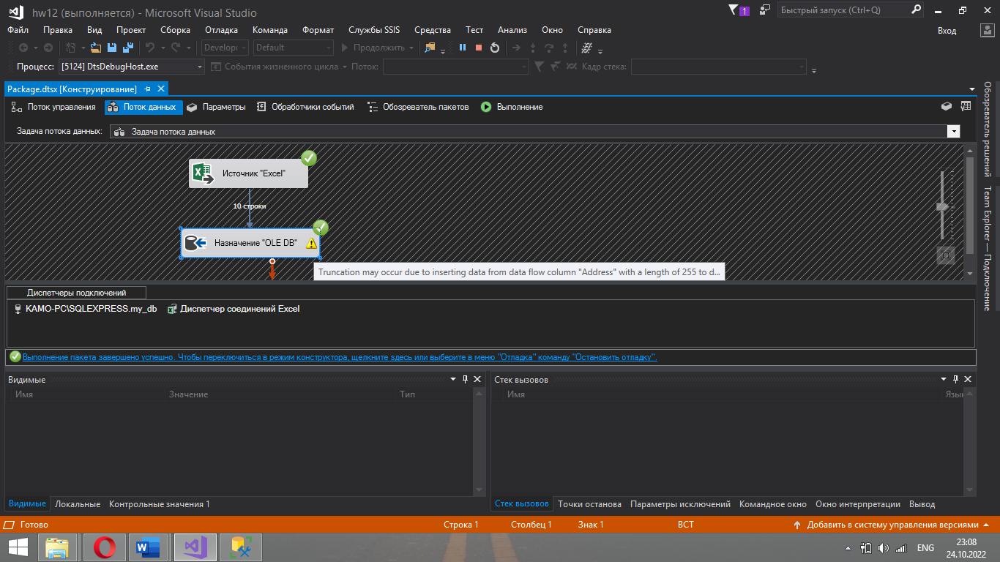 hw12 (выполняется) - Microsoft Visual Studio
1
Быстрый запуск (Ctrl+Q)
Файл Правка Вид Проект Сборка Отладка Команда Формат Службы SSIS Средства Тест Анализ Окно Справка
Вход
Develop Default Продолжить
Процесс: [5124] DtsDebugHost.exe События жизненного цикла Поток: Кадр стека:
Package.dtsx [Конструирование]
Поток управления Поток данных Параметры Обработчики событий Обозреватель пакетов Выполнение
Задача потока данных: Задача потока данных
Источник "Excel"
10 строки
Назначение "OLE DB"
Truncation may occur due to inserting data from data flow column "Address" with a length of 255 to d...
Обозреватель решений
Team Explorer — Подключение
Диспетчеры подключений
KAMO-PC\SQLEXPRESS.my_db Диспетчер соединений Excel
Выполнение пакета завершено успешно. Чтобы переключиться в режим конструктора, щелкните здесь или выберите в меню "Отладка" команду "Остановить отладку".
Видимые
Имя Значение Тип
Стек вызовов
Имя Язык
Видимые Локальные Контрольные значения 1
Стек вызовов Точки останова Параметры исключений Командное окно Окно интерпретации Вывод
Готово Строка 1 Столбец 1 Знак 1 ВСТ Добавить в систему управления версиями
ENG
23:08
24.10.2022